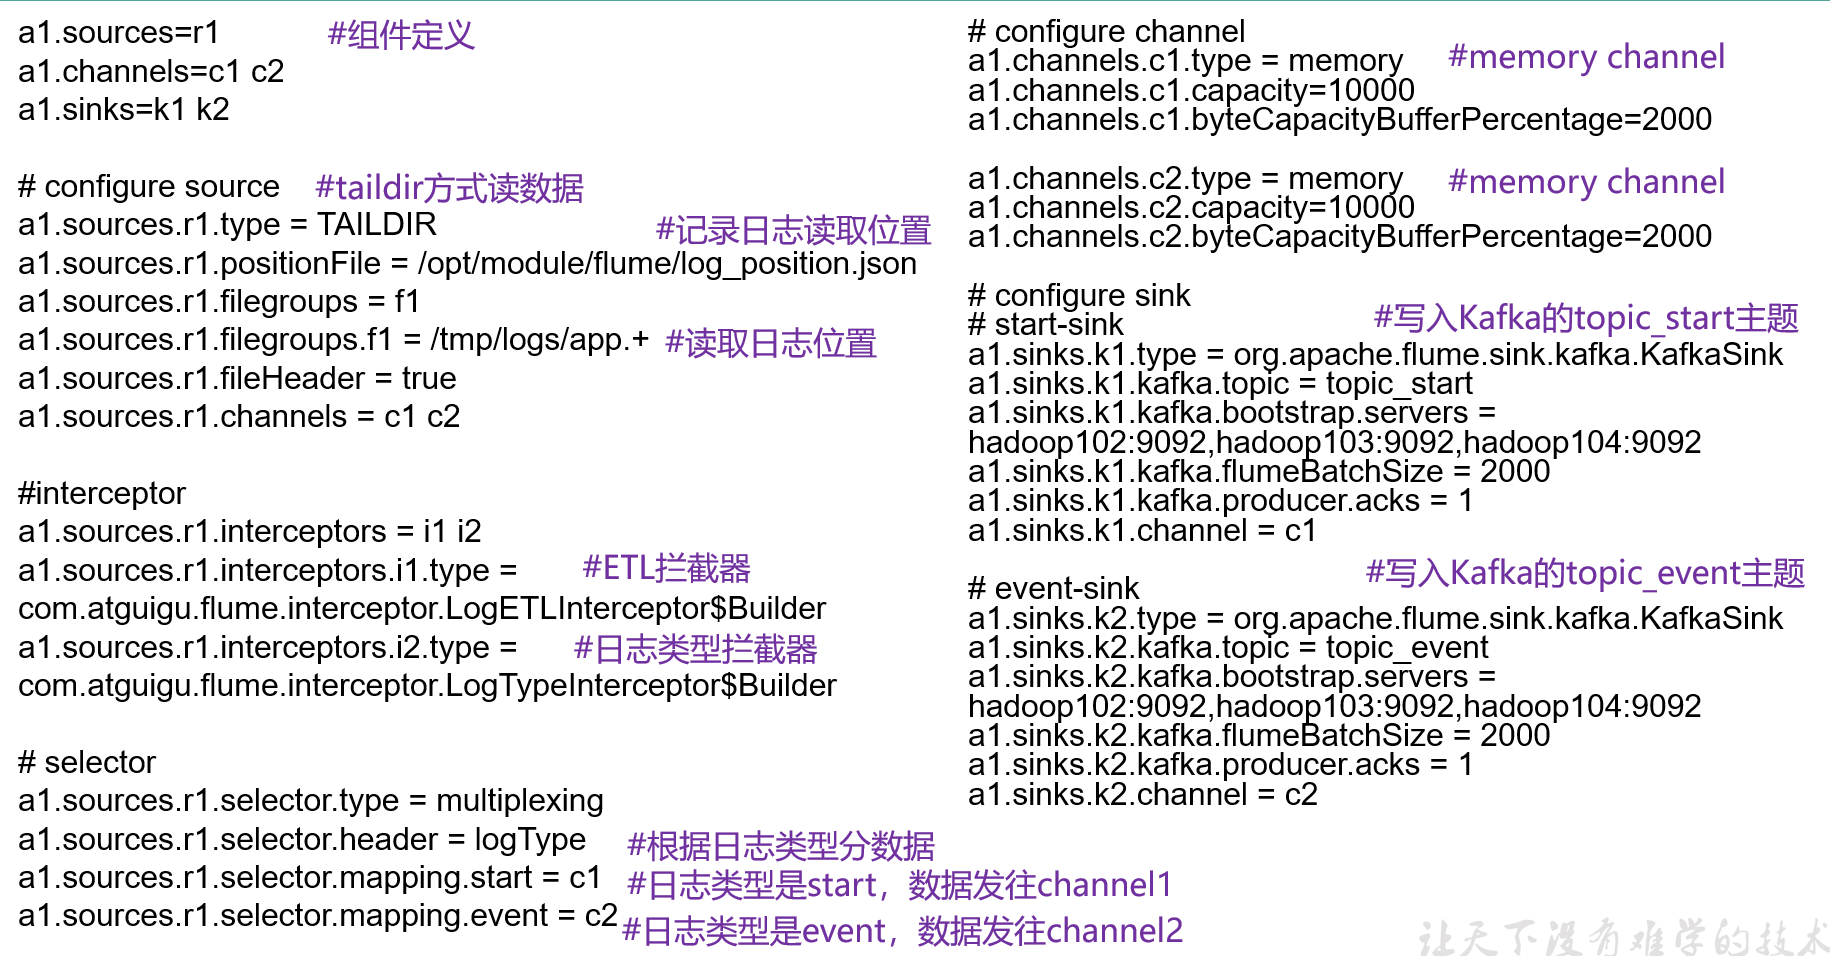 a1.sources=r1 #组件定义
a1.channels=c1 c2
a1.sinks=k1 k2
# configure source #taildir方式读数据
a1.sources.r1.type = TAILDIR #记录日志读取位置
a1.sources.r1.positionFile = /opt/module/flume/log_position.json
a1.sources.r1.filegroups = f1
a1.sources.r1.filegroups.f1 = /tmp/logs/app.+ #读取日志位置
a1.sources.r1.fileHeader = true
a1.sources.r1.channels = c1 c2
#interceptor
a1.sources.r1.interceptors = i1 i2
a1.sources.r1.interceptors.i1.type = #ETL拦截器
com.atguigu.flume.interceptor.LogETLInterceptor$Builder
a1.sources.r1.interceptors.i2.type = #日志类型拦截器
com.atguigu.flume.interceptor.LogTypeInterceptor$Builder
# selector
a1.sources.r1.selector.type = multiplexing
a1.sources.r1.selector.header = logType #根据日志类型分数据
a1.sources.r1.selector.mapping.start = c1 #日志类型是start，数据发往channel1
a1.sources.r1.selector.mapping.event = c2 #日志类型是event，数据发往channel2
# configure channel
a1.channels.c1.type = memory #memory channel
a1.channels.c1.capacity=10000
a1.channels.c1.byteCapacityBufferPercentage=2000
a1.channels.c2.type = memory #memory channel
a1.channels.c2.capacity=10000
a1.channels.c2.byteCapacityBufferPercentage=2000
# configure sink
# start-sink #写入Kafka的topic_start主题
a1.sinks.k1.type = org.apache.flume.sink.kafka.KafkaSink
a1.sinks.k1.kafka.topic = topic_start
a1.sinks.k1.kafka.bootstrap.servers =
hadoop102:9092,hadoop103:9092,hadoop104:9092
a1.sinks.k1.kafka.flumeBatchSize = 2000
a1.sinks.k1.kafka.producer.acks = 1
a1.sinks.k1.channel = c1
# event-sink #写入Kafka的topic_event主题
a1.sinks.k2.type = org.apache.flume.sink.kafka.KafkaSink
a1.sinks.k2.kafka.topic = topic_event
a1.sinks.k2.kafka.bootstrap.servers =
hadoop102:9092,hadoop103:9092,hadoop104:9092
a1.sinks.k2.kafka.flumeBatchSize = 2000
a1.sinks.k2.kafka.producer.acks = 1
a1.sinks.k2.channel = c2
让天下没有难学的技术